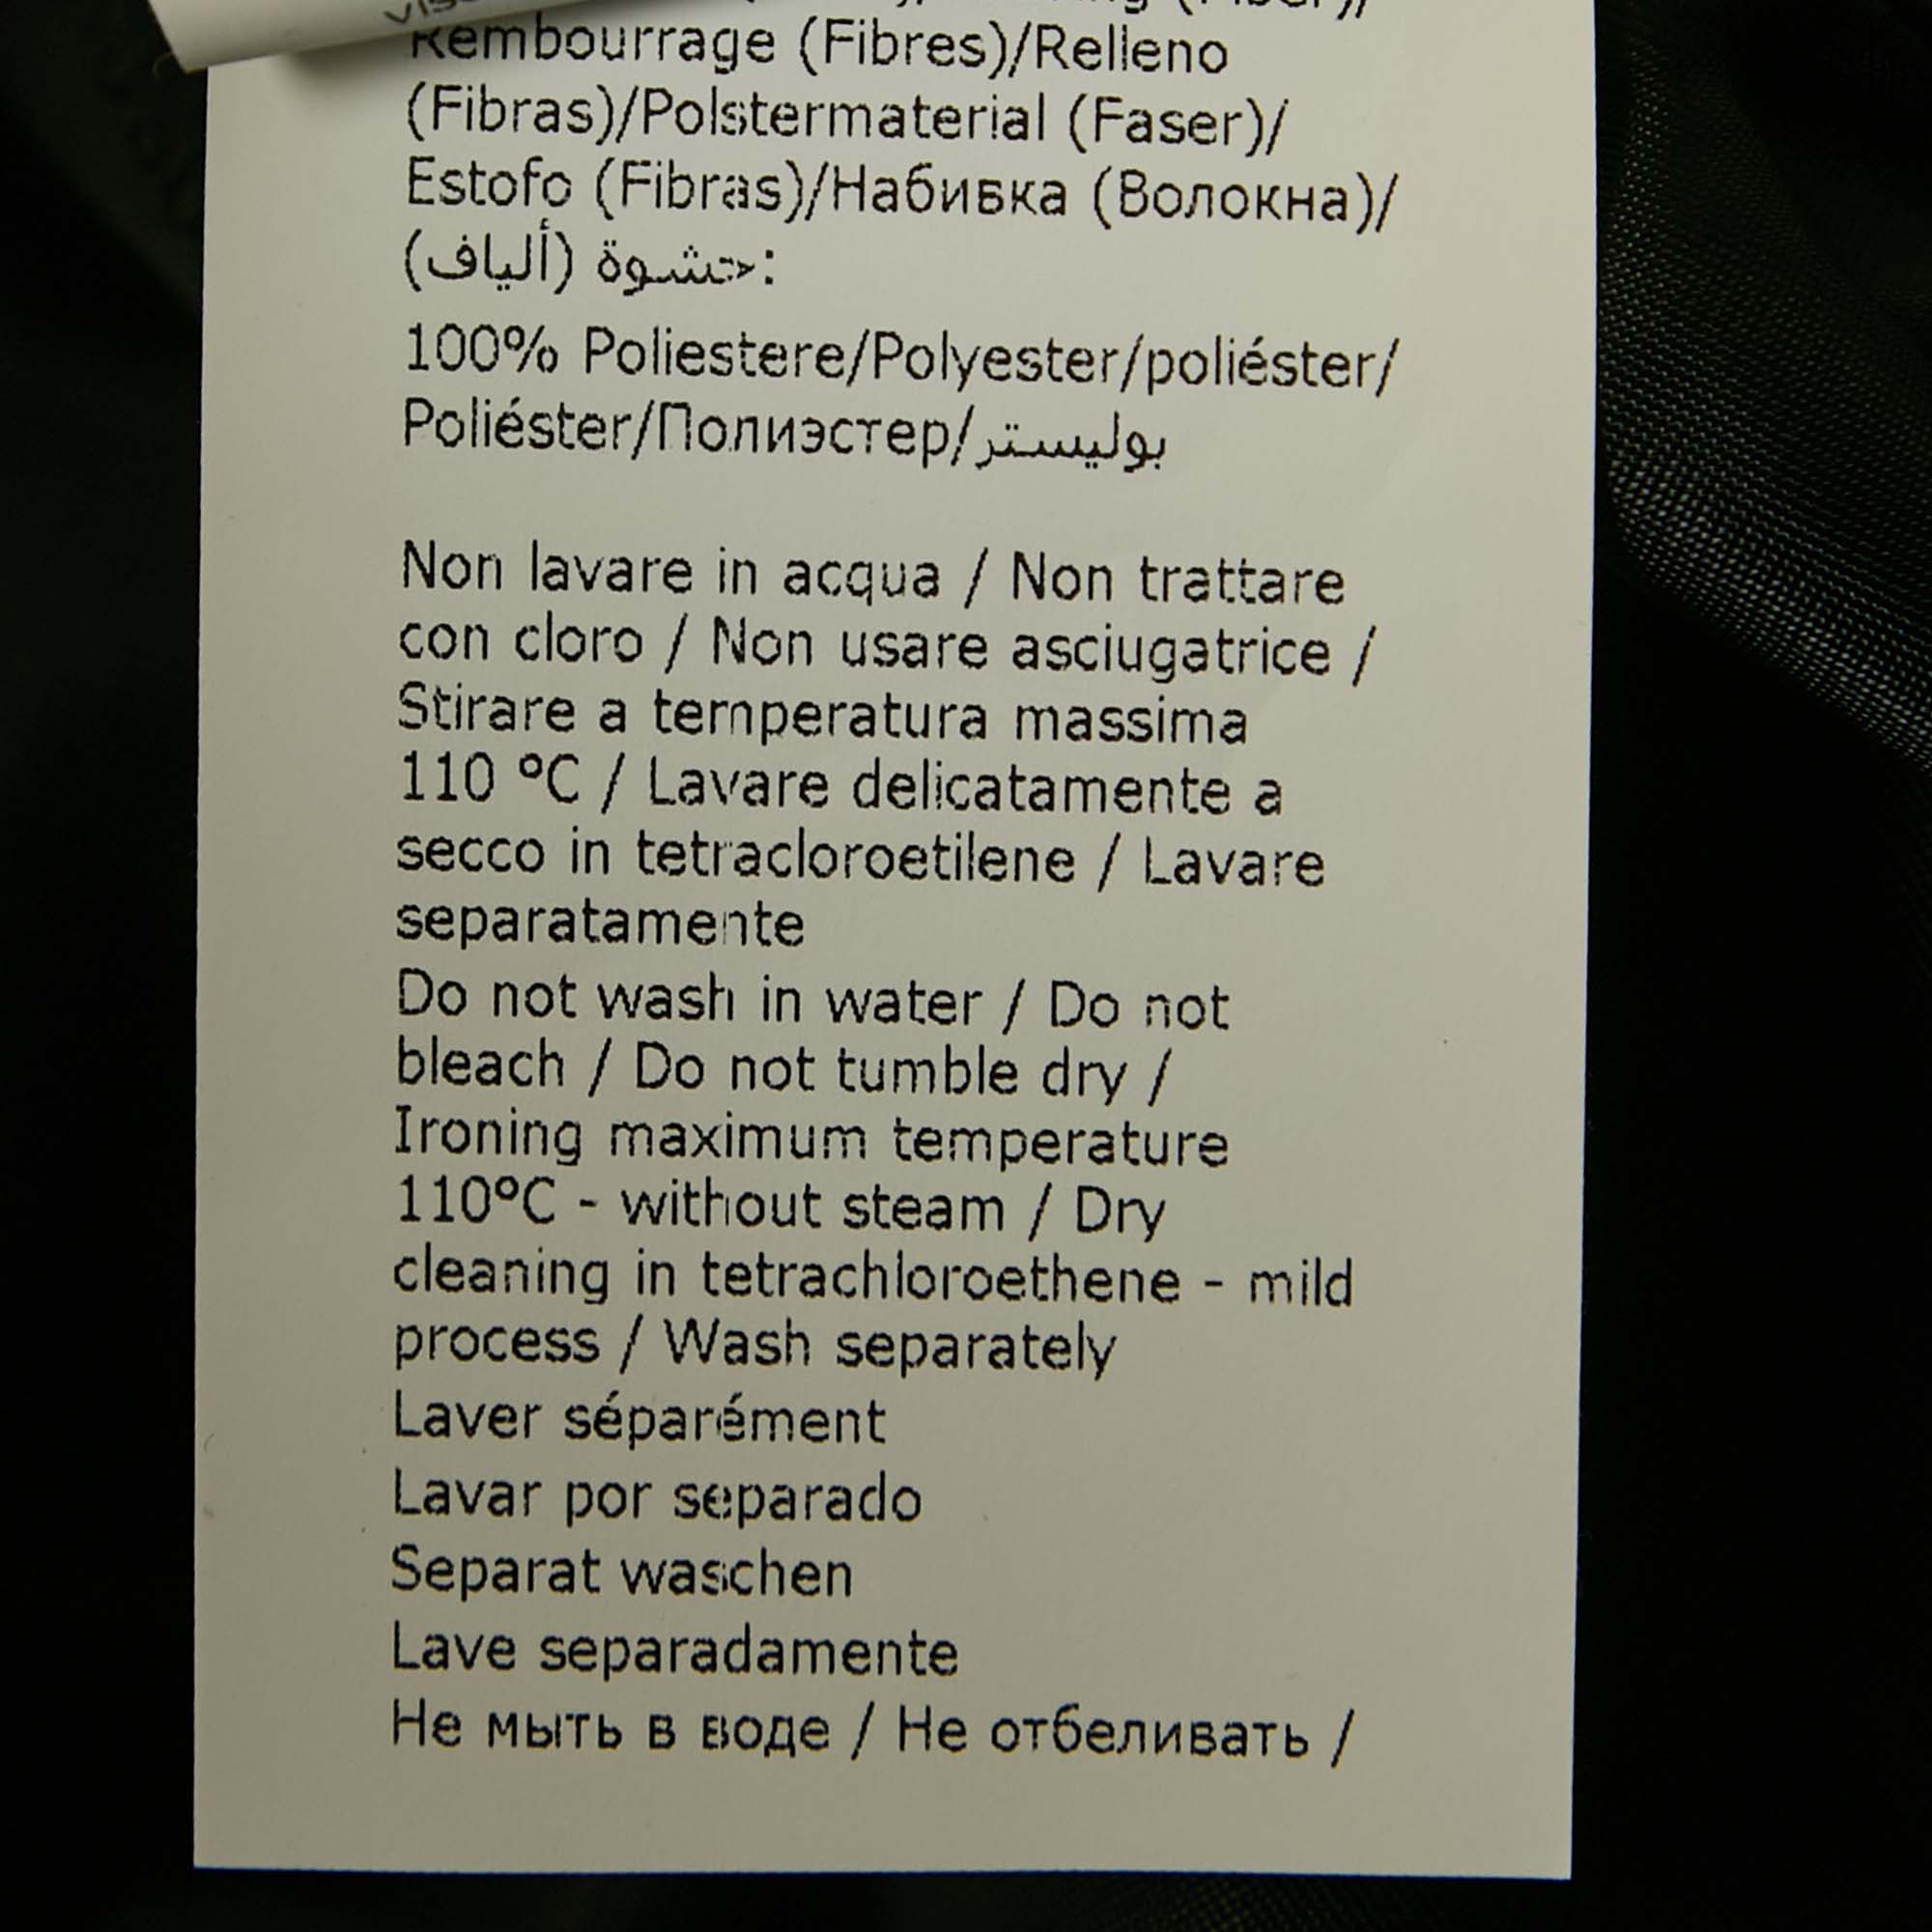 Rembourrage (Fibres)/Relleno
(Fibras)/Polstermaterial (Faser)/
Estofo (Fibras)/Набивка (Волокна)/
حشوة (ألياف):
100% Poliestere/Polyester/poliéster/
Poliéster/Полиэстер/بوليستر
Non lavare in acqua / Non trattare
con cloro / Non usare asciugatrice /
Stirare a temperatura massima
110 ºC / Lavare delicatamente a
secco in tetracloroetilene / Lavare
separatamente
Do not wash in water / Do not
bleach / Do not tumble dry /
Ironing maximum temperature
110ºC - without steam / Dry
cleaning in tetrachloroethene - mild
process / Wash separately
Laver séparément
Lavar por separado
Separat waschen
Lave separadamente
Не мыть в воде / Не отбеливать /